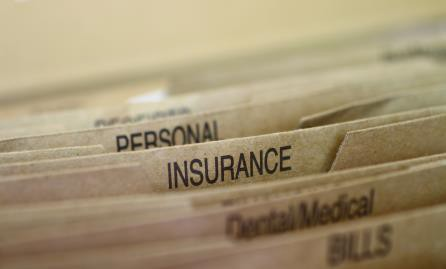 PERSONAL
INSURANCE
Dental/Medical
BILLS